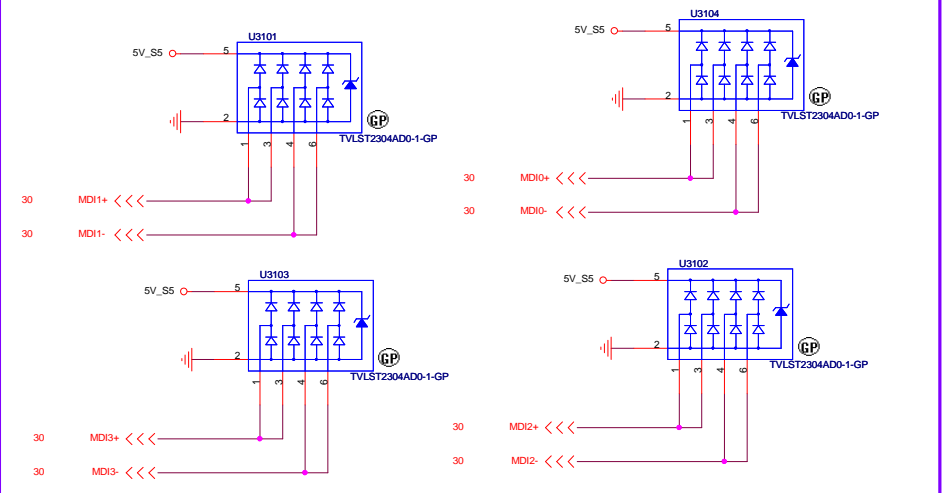 U3101
5V_S5
5
2
GP
TVLST2304AD0-1-GP
1
3
4
6
30
MDI1+
30
MDI1-
U3104
5V_S5
5
2
GP
TVLST2304AD0-1-GP
1
3
4
6
30
MDI0+
30
MDI0-
U3103
5V_S5
5
2
GP
TVLST2304AD0-1-GP
1
3
4
6
30
MDI3+
30
MDI3-
U3102
5V_S5
5
2
GP
TVLST2304AD0-1-GP
1
3
4
6
30
MDI2+
30
MDI2-